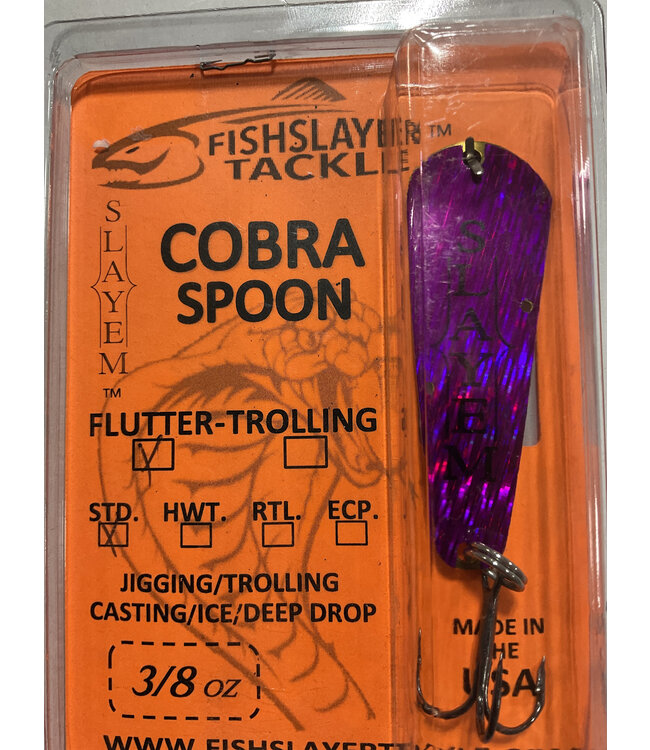 FISHSLAYER™
TACKLE
SLAYEM™
COBRA
SPOON
SLAYEM
FLUTTER-TROLLING
STD. HWT. RTL. ECP.
JIGGING/TROLLING
CASTING/ICE/DEEP DROP
MADE IN
THE
USA
3/8 OZ